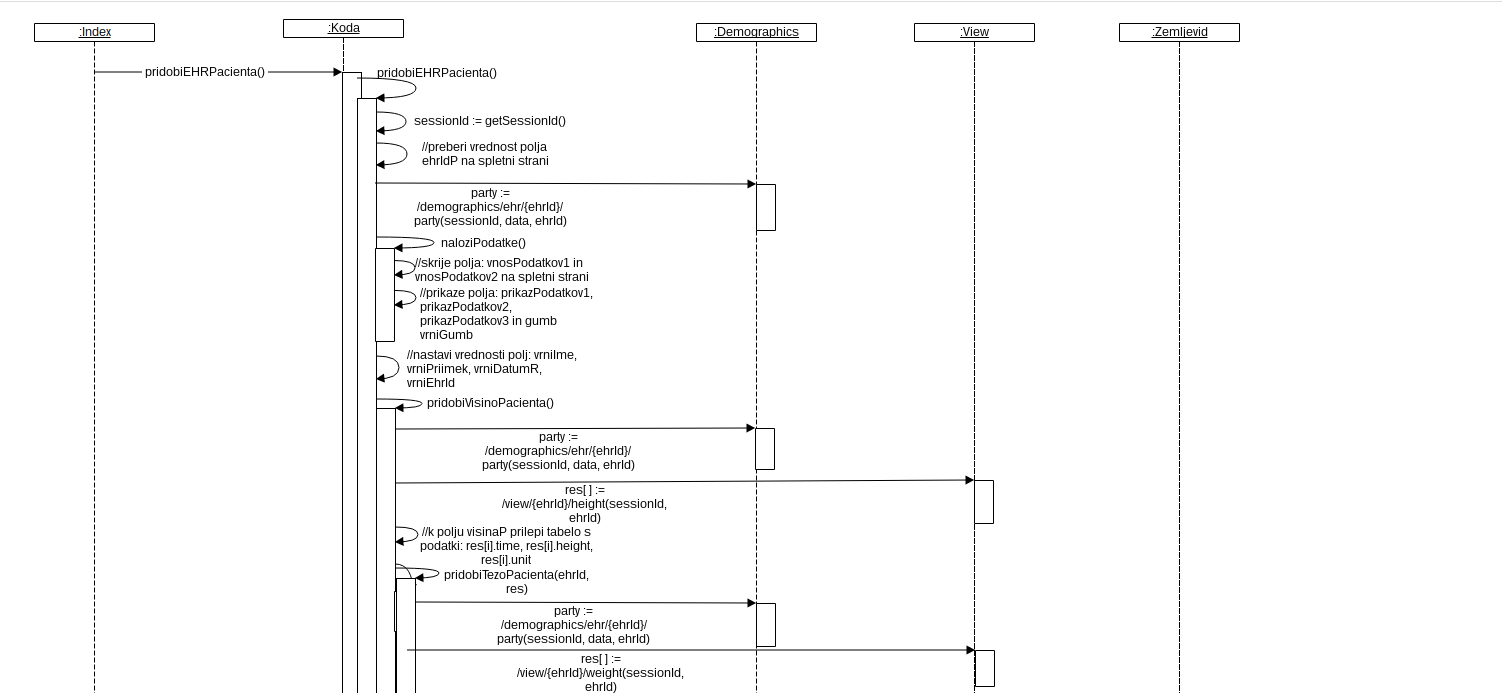 :Index
:Koda
:Demographics
:View
:Zemljevid
pridobiEHRPacienta()
pridobiEHRPacienta()
sessionId := getSessionId()
//preberi vrednost polja
ehrIdP na spletni strani
party :=
/demographics/ehr/{ehrId}/
party(sessionId, data, ehrId)
naloziPodatke()
//skrije polja: vnosPodatkov1 in
vnosPodatkov2 na spletni strani
//prikaze polja: prikazPodatkov1,
prikazPodatkov2,
prikazPodatkov3 in gumb
vrniGumb
//nastavi vrednosti polj: vrniIme,
vrniPriimek, vrniDatumR,
vrniEhrId
pridobiVisinoPacienta()
party :=
/demographics/ehr/{ehrId}/
party(sessionId, data, ehrId)
res[ ] :=
/view/{ehrId}/height(sessionId,
ehrId)
//k polju visinaP prilepi tabelo s
podatki: res[i].time, res[i].height,
res[i].unit
pridobiTezoPacienta(ehrId,
res)
party :=
/demographics/ehr/{ehrId}/
party(sessionId, data, ehrId)
res[ ] :=
/view/{ehrId}/weight(sessionId,
ehrId)